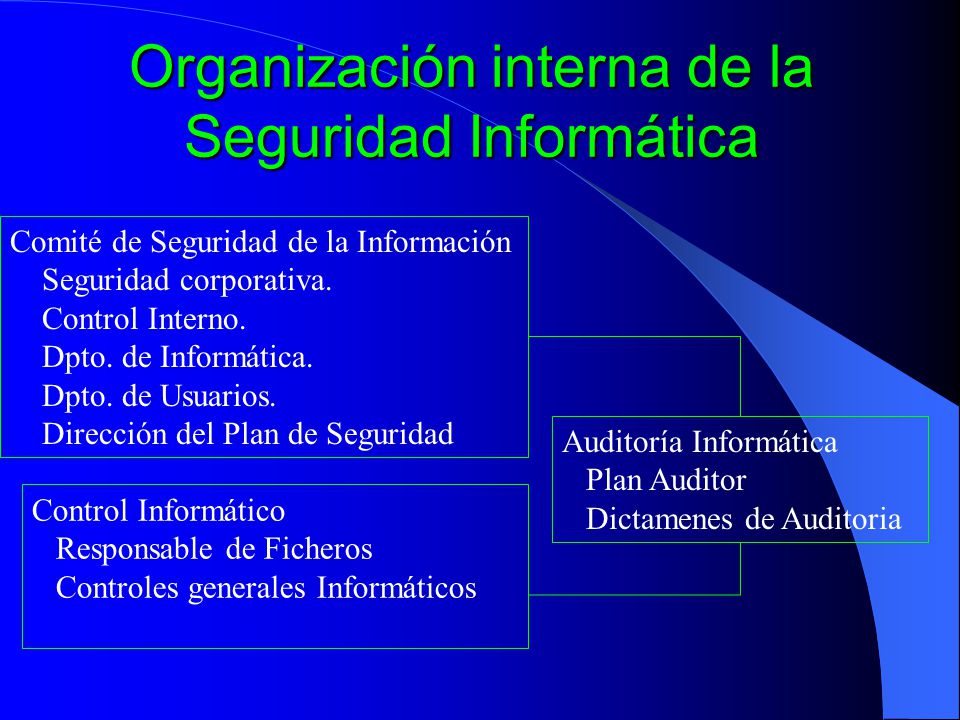 Organización interna de la
Seguridad Informática
Comité de Seguridad de la Información
Seguridad corporativa.
Control Interno.
Dpto. de Informática.
Dpto. de Usuarios.
Dirección del Plan de Seguridad
Auditoría Informática
Plan Auditor
Dictamenes de Auditoria
Control Informático
Responsable de Ficheros
Controles generales Informáticos